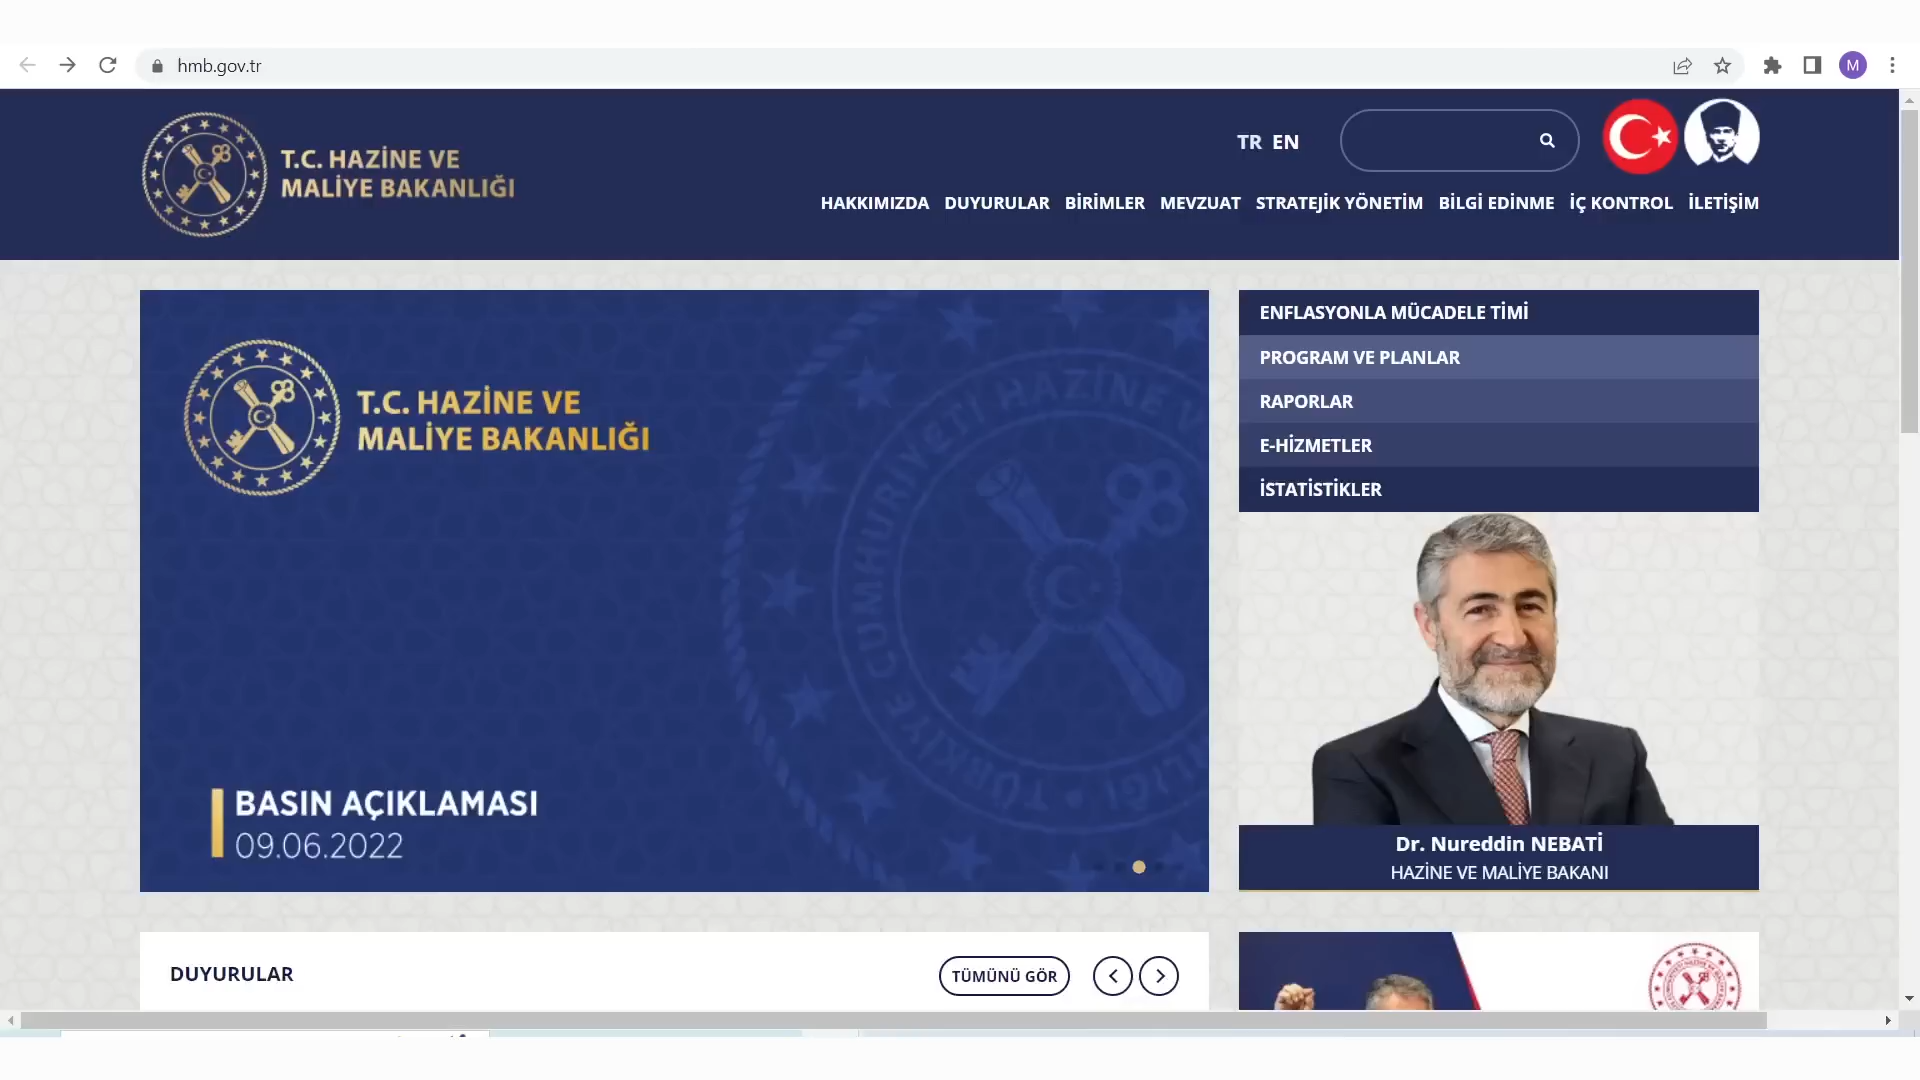 hmb.gov.tr
M
T.C. HAZİNE VE
MALİYE BAKANLIĞI
TR EN
HAKKIMIZDA DUYURULAR BİRİMLER MEVZUAT STRATEJİK YÖNETİM BİLGİ EDİNME İÇ KONTROL İLETİŞİM
T.C. HAZİNE VE
MALİYE BAKANLIĞI
BASIN AÇIKLAMASI
09.06.2022
ENFLASYONLA MÜCADELE TİMİ
PROGRAM VE PLANLAR
RAPORLAR
E-HİZMETLER
İSTATİSTİKLER
Dr. Nureddin NEBATİ
HAZİNE VE MALİYE BAKANI
DUYURULAR
TÜMÜNÜ GÖR